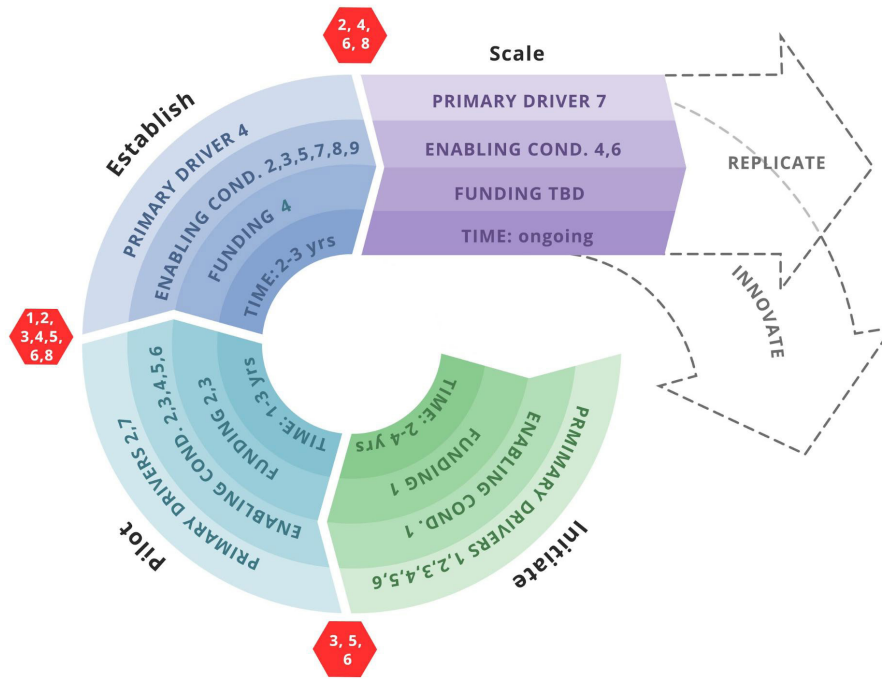 Initiate
PRMIMARY DRIVERS 1,2,3,4,5,6
ENABLING COND. 1
FUNDING 1
TIME: 2-4 yrs
3, 5,
6
Pilot
PRIMARY DRIVERS 2,7
ENABLING COND. 2,3,4,5,6
FUNDING 2,3
TIME: 1-3 yrs
1,2,
3,4,5,
6,8
Establish
PRIMARY DRIVER 4
ENABLING COND. 2,3,5,7,8,9
FUNDING 4
TIME: 2-3 yrs
2, 4,
6, 8
Scale
PRIMARY DRIVER 7
ENABLING COND. 4,6
FUNDING TBD
TIME: ongoing
REPLICATE
INNOVATE